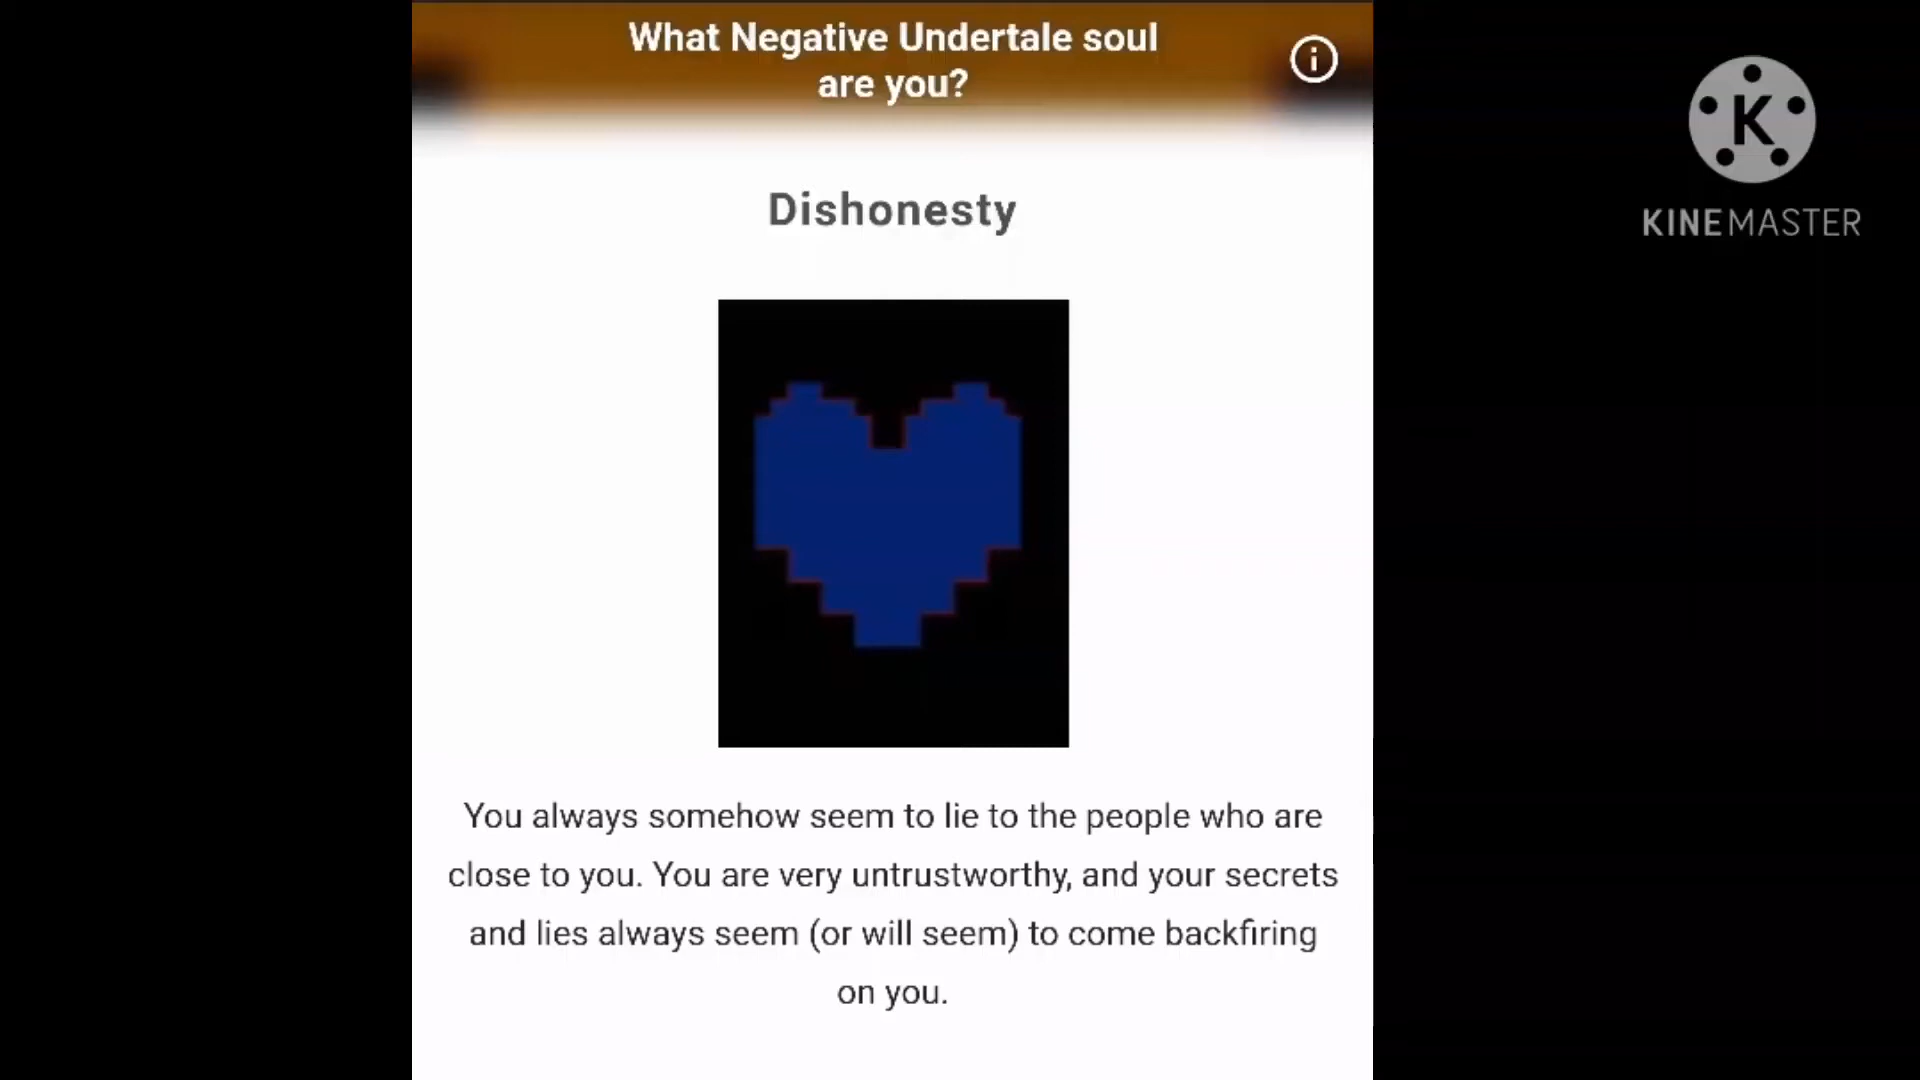 What Negative Undertale soul
are you?
K
KINEMASTER
Dishonesty
You always somehow seem to lie to the people who are
close to you. You are very untrustworthy, and your secrets
and lies always seem (or will seem) to come backfiring
on you.